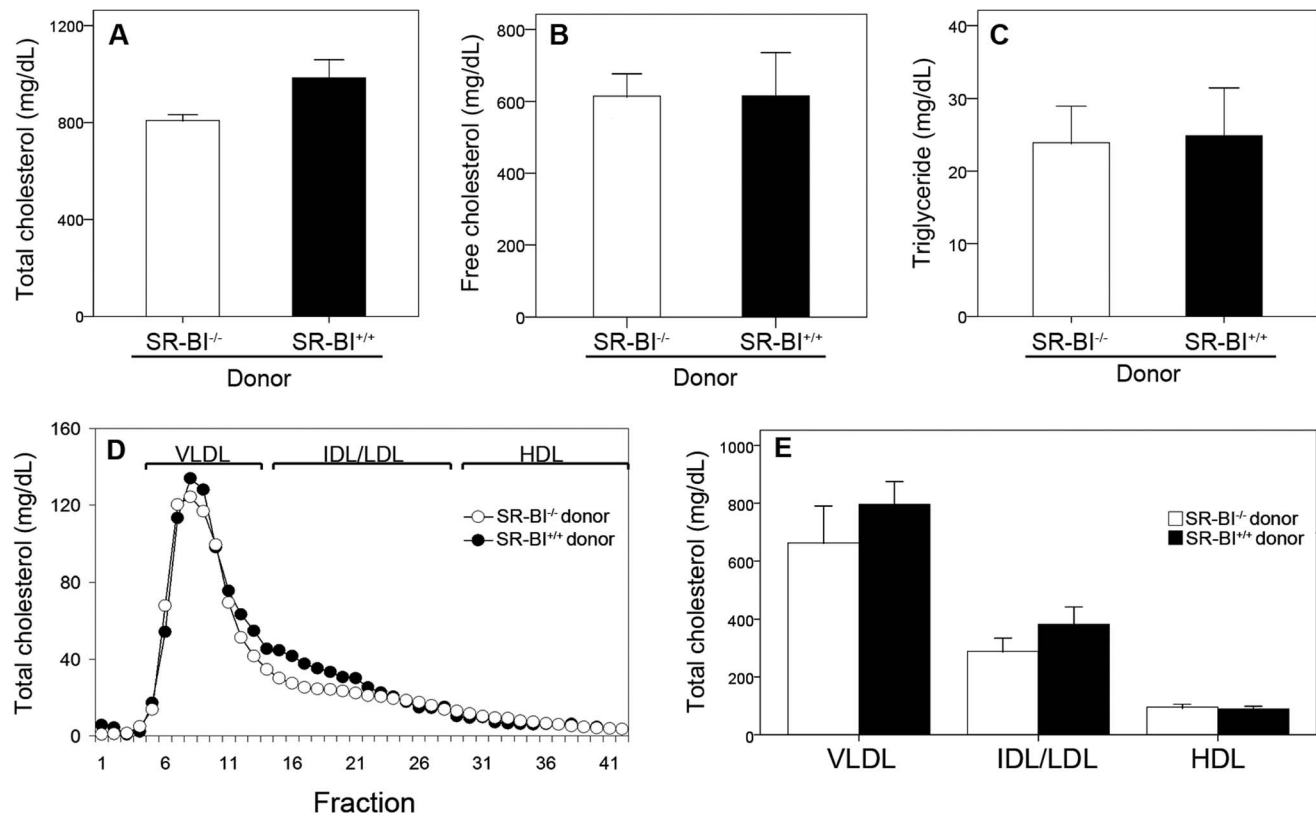 A
Total cholesterol (mg/dL)
1200
800
400
0
SR-BI-/-
SR-BI+/+
Donor
B
Free cholesterol (mg/dL)
800
600
400
200
0
SR-BI-/-
SR-BI+/+
Donor
C
Triglyceride (mg/dL)
40
30
20
10
0
SR-BI-/-
SR-BI+/+
Donor
D
VLDL
IDL/LDL
HDL
Total cholesterol (mg/dL)
160
120
80
40
0
SR-BI-/- donor
SR-BI+/+ donor
1 6 11 16 21 26 31 36 41
Fraction
E
Total cholesterol (mg/dL)
1000
800
600
400
200
0
SR-BI-/- donor
SR-BI+/+ donor
VLDL IDL/LDL HDL